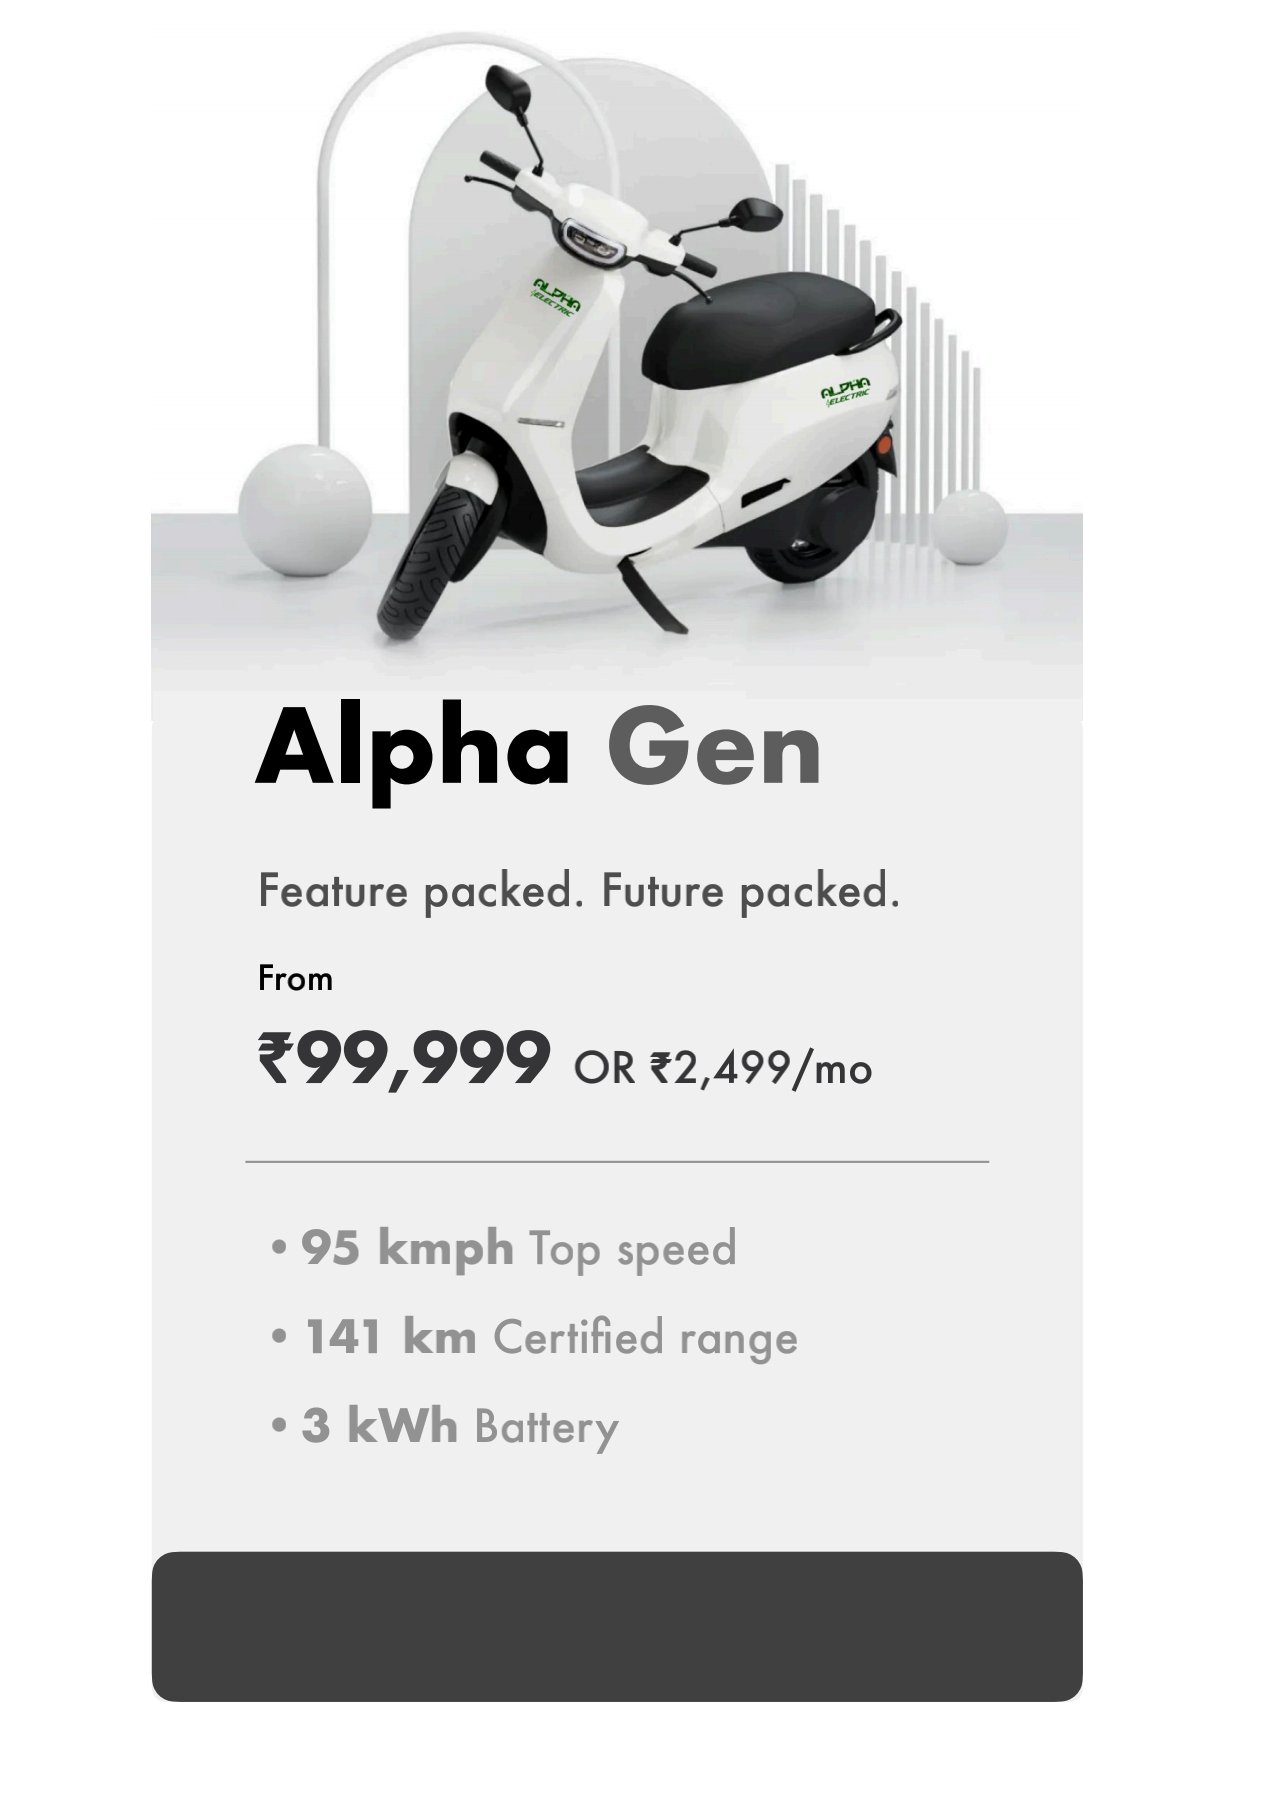 ALPHA
ELECTRIC
ALPHA
ELECTRIC
Alpha Gen
Feature packed. Future packed.
From
₹99,999 OR ₹2,499/mo
• 95 kmph Top speed
• 141 km Certified range
• 3 kWh Battery